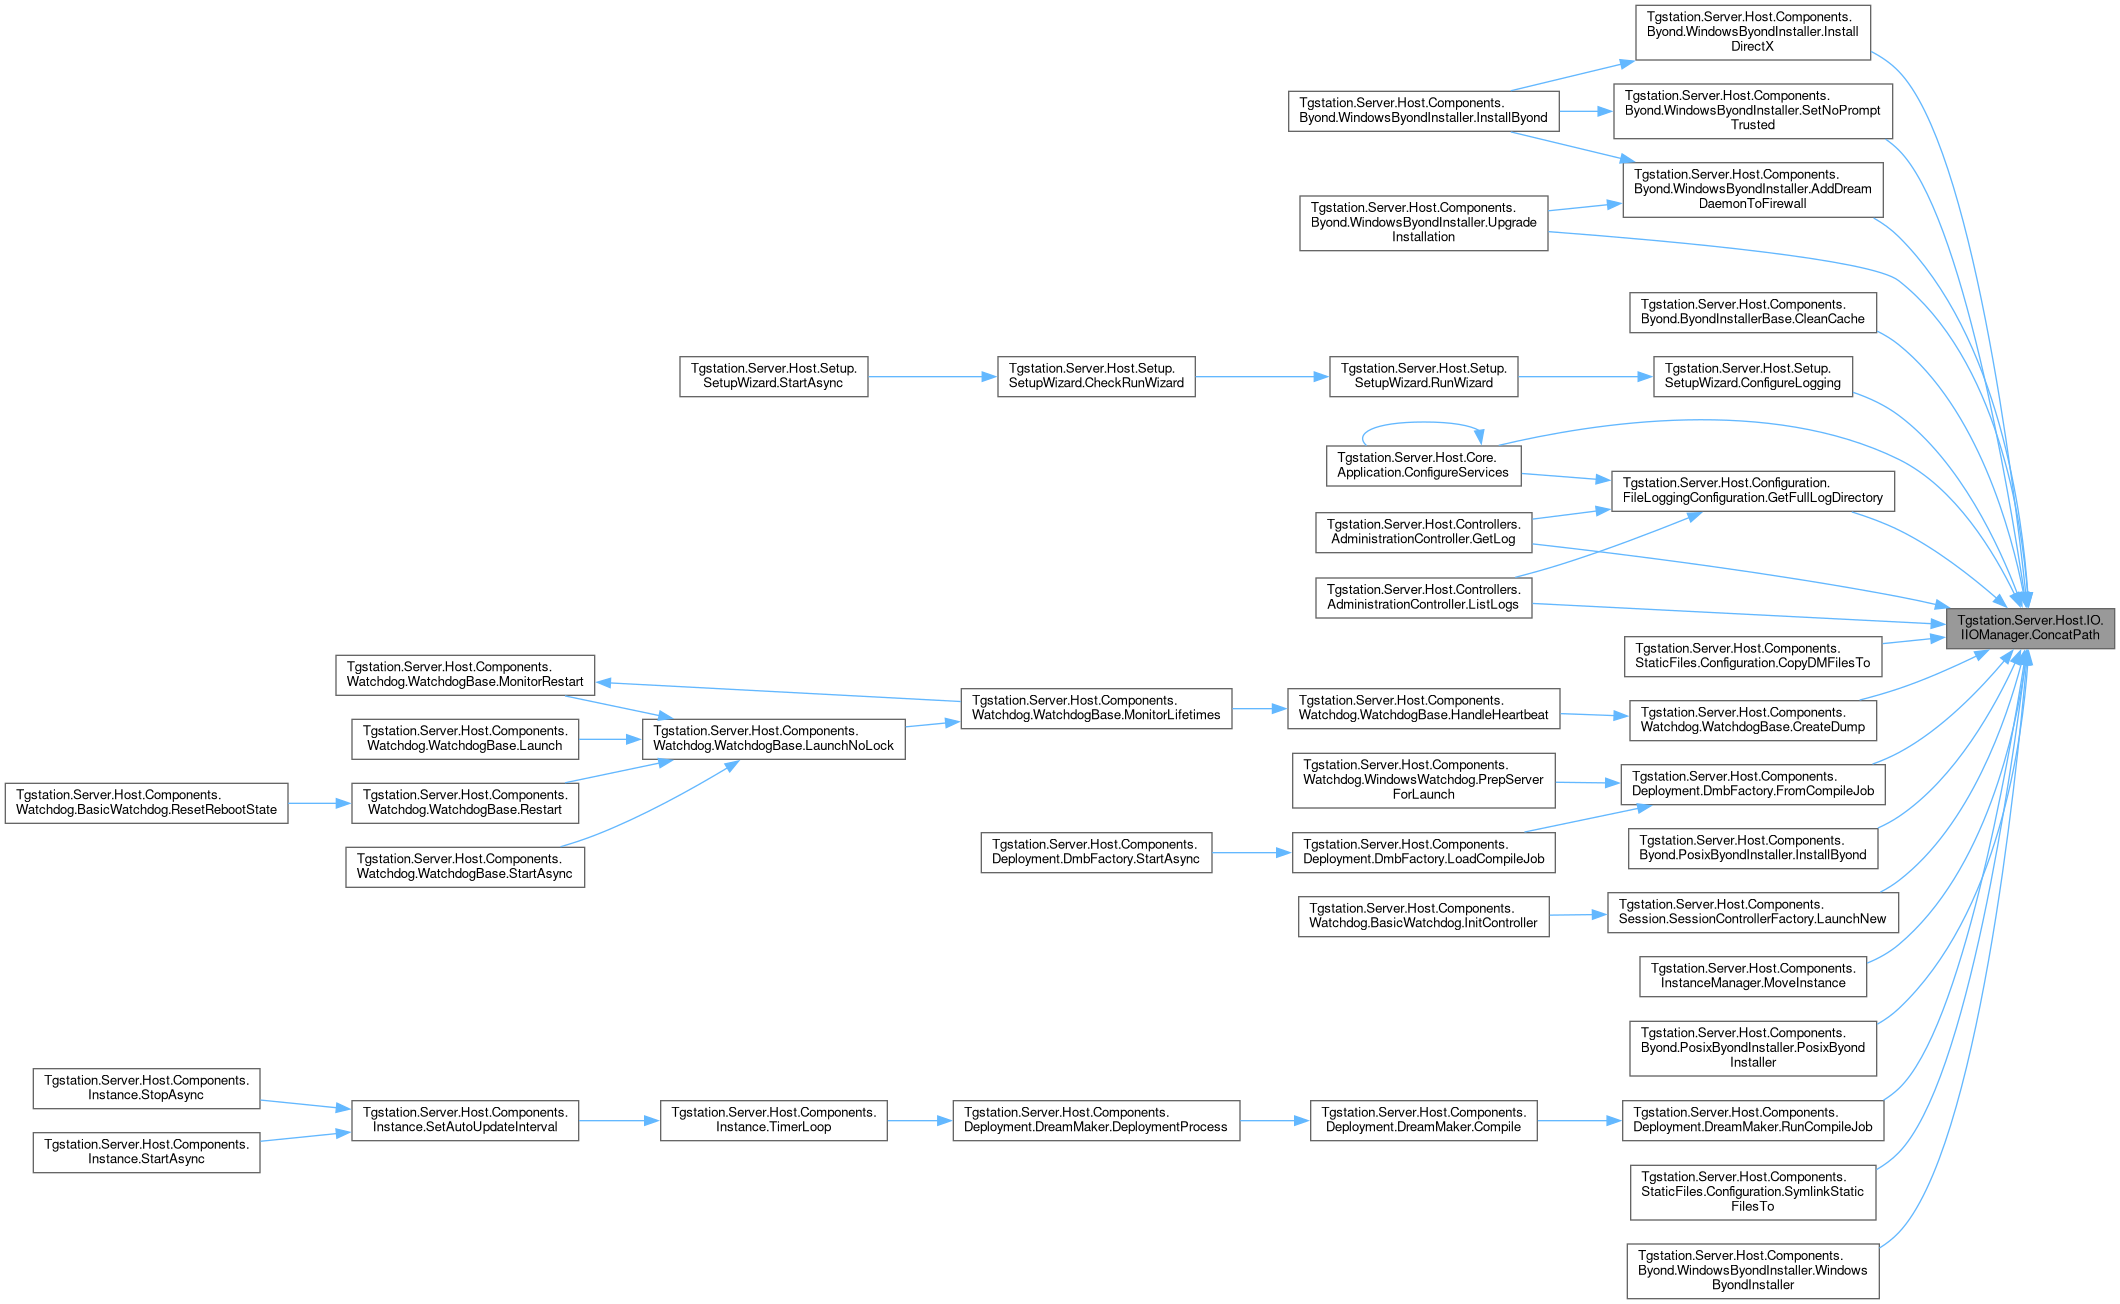 Tgstation.Server.Host.Components.
Byond.WindowsByondInstaller.Install
DirectX
Tgstation.Server.Host.Components.
Byond.WindowsByondInstaller.SetNoPrompt
Trusted
Tgstation.Server.Host.Components.
Byond.WindowsByondInstaller.InstallByond
Tgstation.Server.Host.Components.
Byond.WindowsByondInstaller.AddDream
DaemonToFirewall
Tgstation.Server.Host.Components.
Byond.WindowsByondInstaller.Upgrade
Installation
Tgstation.Server.Host.Components.
Byond.ByondInstallerBase.CleanCache
Tgstation.Server.Host.Setup.
SetupWizard.StartAsync
Tgstation.Server.Host.Setup.
SetupWizard.CheckRunWizard
Tgstation.Server.Host.Setup.
SetupWizard.RunWizard
Tgstation.Server.Host.Setup.
SetupWizard.ConfigureLogging
Tgstation.Server.Host.Core.
Application.ConfigureServices
Tgstation.Server.Host.Configuration.
FileLoggingConfiguration.GetFullLogDirectory
Tgstation.Server.Host.Controllers.
AdministrationController.GetLog
Tgstation.Server.Host.Controllers.
AdministrationController.ListLogs
Tgstation.Server.Host.IO.
IIOManager.ConcatPath
Tgstation.Server.Host.Components.
StaticFiles.Configuration.CopyDMFilesTo
Tgstation.Server.Host.Components.
Watchdog.WatchdogBase.MonitorRestart
Tgstation.Server.Host.Components.
Watchdog.WatchdogBase.MonitorLifetimes
Tgstation.Server.Host.Components.
Watchdog.WatchdogBase.HandleHeartbeat
Tgstation.Server.Host.Components.
Watchdog.WatchdogBase.CreateDump
Tgstation.Server.Host.Components.
Watchdog.WatchdogBase.Launch
Tgstation.Server.Host.Components.
Watchdog.WatchdogBase.LaunchNoLock
Tgstation.Server.Host.Components.
Watchdog.WindowsWatchdog.PrepServer
ForLaunch
Tgstation.Server.Host.Components.
Deployment.DmbFactory.FromCompileJob
Tgstation.Server.Host.Components.
Watchdog.BasicWatchdog.ResetRebootState
Tgstation.Server.Host.Components.
Watchdog.WatchdogBase.Restart
Tgstation.Server.Host.Components.
Deployment.DmbFactory.StartAsync
Tgstation.Server.Host.Components.
Deployment.DmbFactory.LoadCompileJob
Tgstation.Server.Host.Components.
Byond.PosixByondInstaller.InstallByond
Tgstation.Server.Host.Components.
Watchdog.WatchdogBase.StartAsync
Tgstation.Server.Host.Components.
Watchdog.BasicWatchdog.InitController
Tgstation.Server.Host.Components.
Session.SessionControllerFactory.LaunchNew
Tgstation.Server.Host.Components.
InstanceManager.MoveInstance
Tgstation.Server.Host.Components.
Byond.PosixByondInstaller.PosixByond
Installer
Tgstation.Server.Host.Components.
Instance.StopAsync
Tgstation.Server.Host.Components.
Instance.StartAsync
Tgstation.Server.Host.Components.
Instance.SetAutoUpdateInterval
Tgstation.Server.Host.Components.
Instance.TimerLoop
Tgstation.Server.Host.Components.
Deployment.DreamMaker.DeploymentProcess
Tgstation.Server.Host.Components.
Deployment.DreamMaker.Compile
Tgstation.Server.Host.Components.
Deployment.DreamMaker.RunCompileJob
Tgstation.Server.Host.Components.
StaticFiles.Configuration.SymlinkStatic
FilesTo
Tgstation.Server.Host.Components.
Byond.WindowsByondInstaller.Windows
ByondInstaller